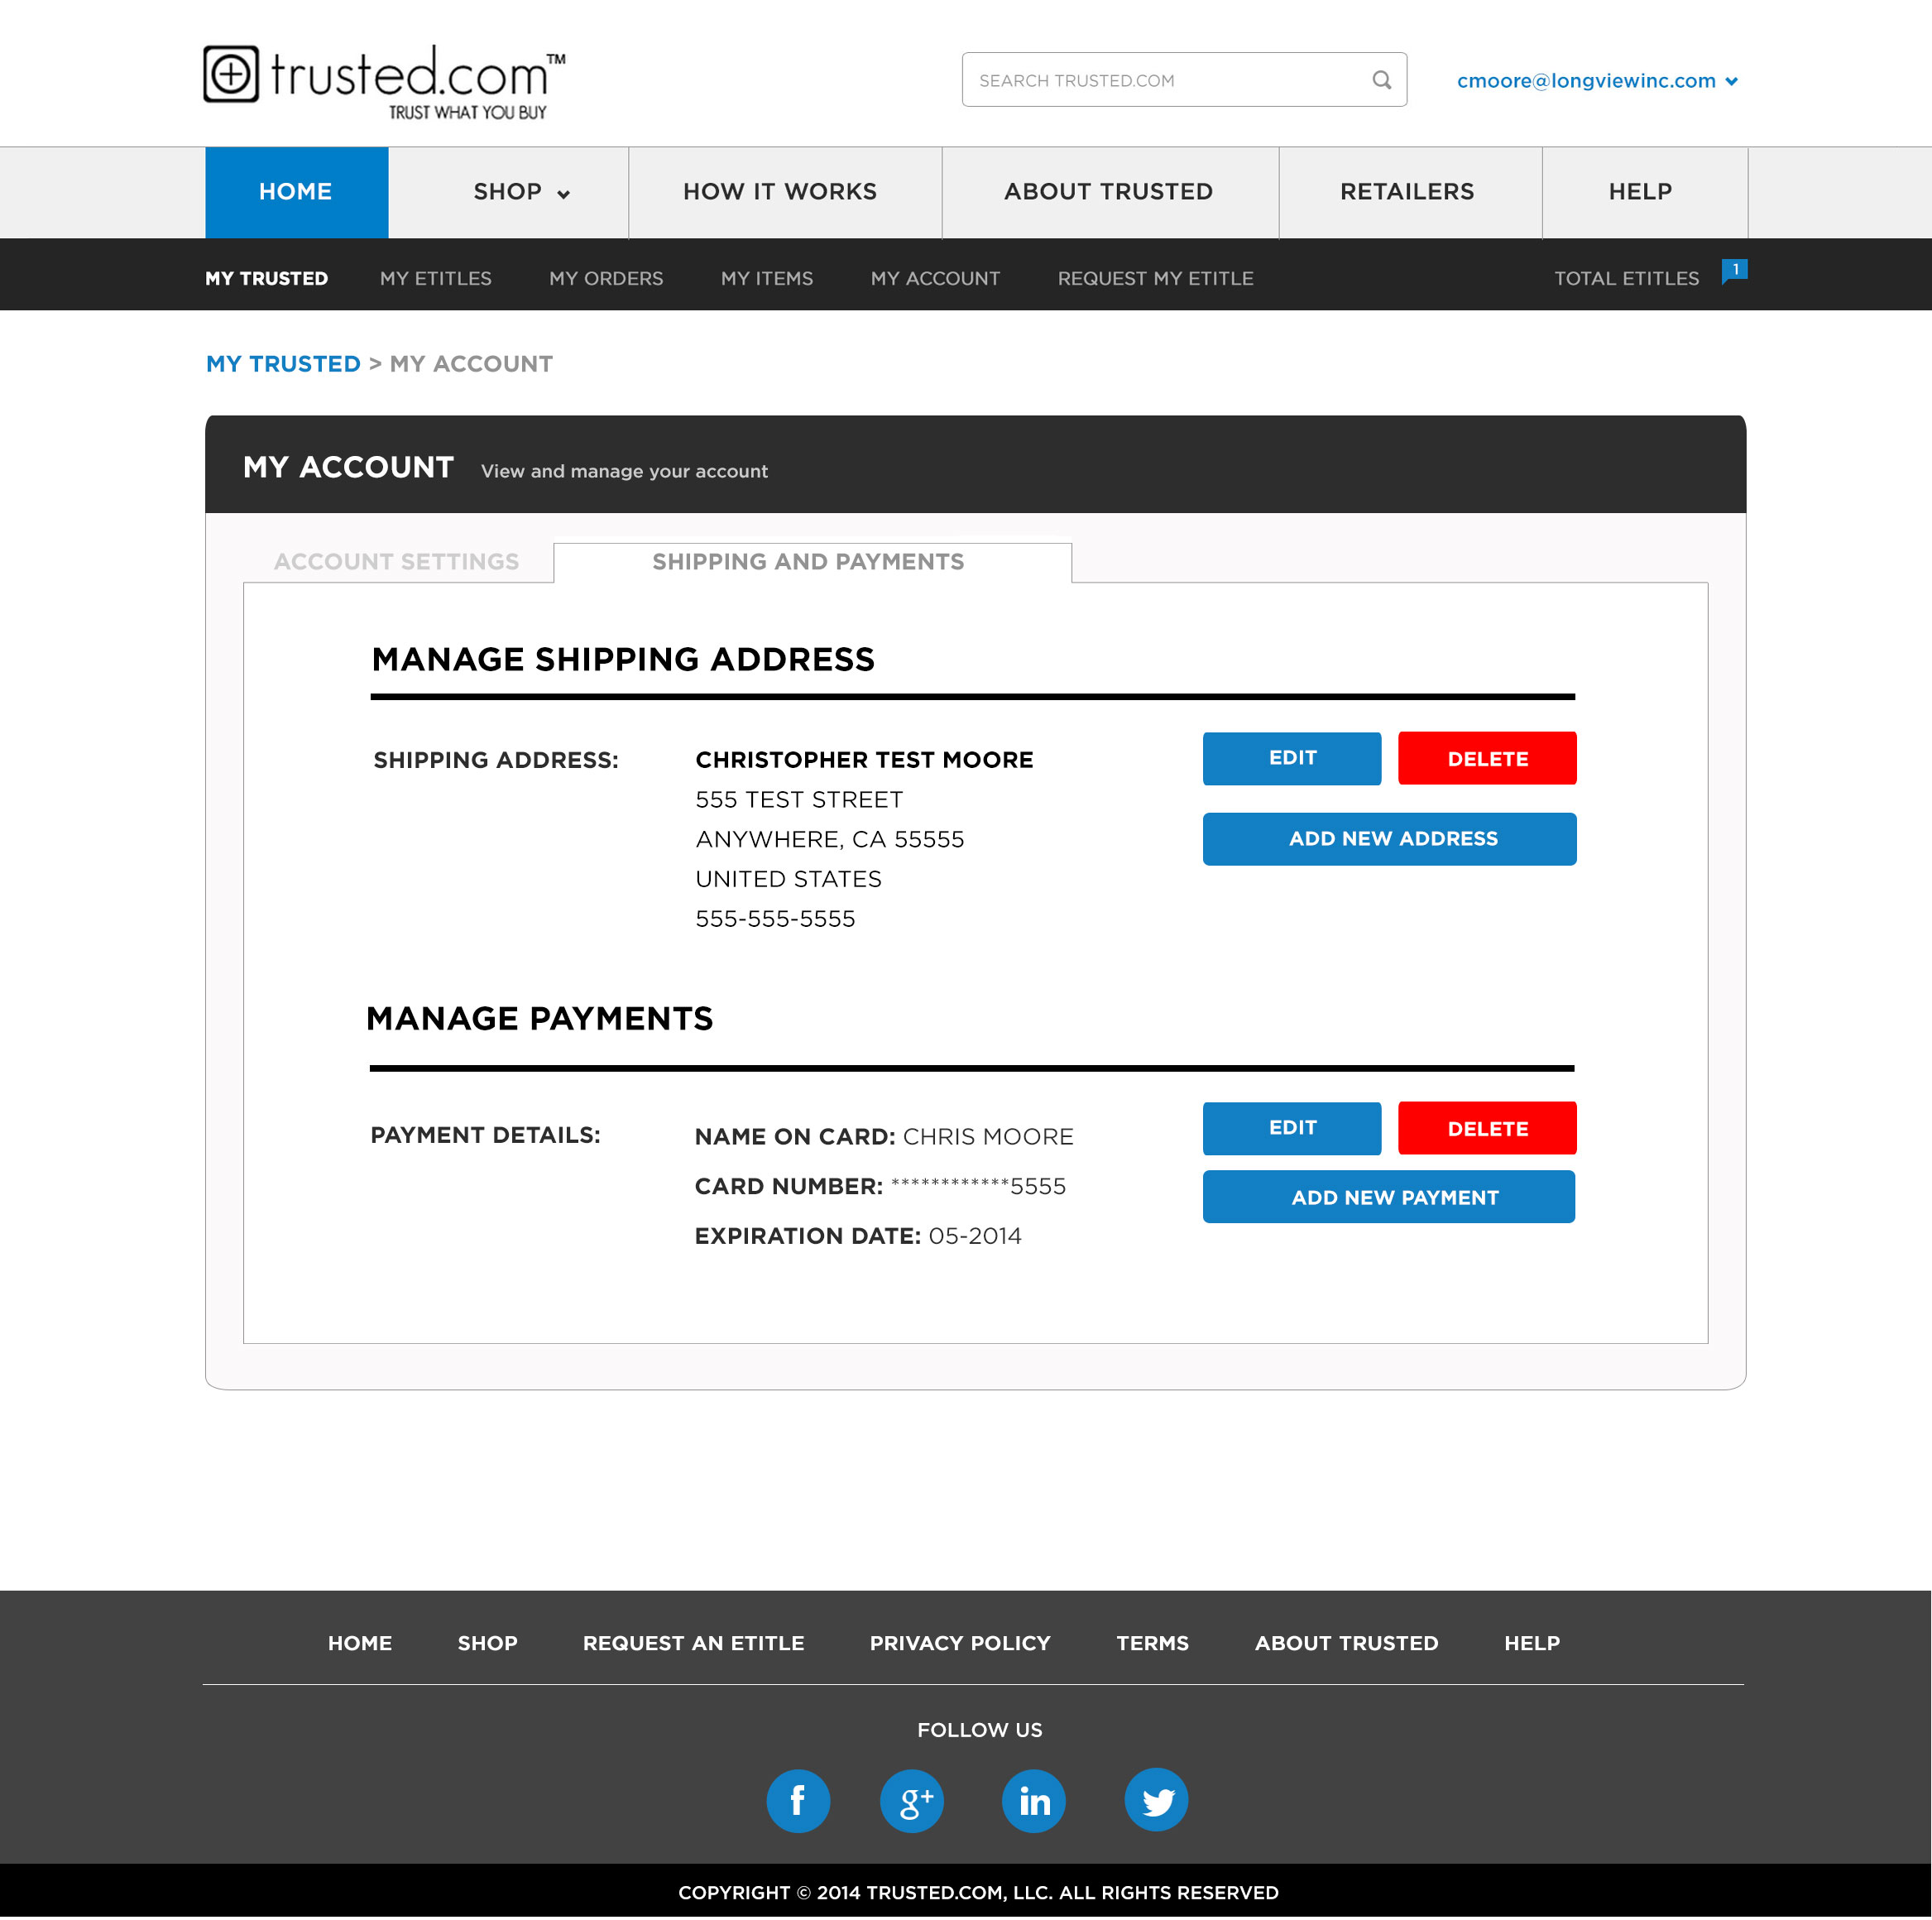 trusted.com™
TRUST WHAT YOU BUY
SEARCH TRUSTED.COM
cmoore@longviewinc.com
HOME SHOP HOW IT WORKS ABOUT TRUSTED RETAILERS HELP
MY TRUSTED MY ETITLES MY ORDERS MY ITEMS MY ACCOUNT REQUEST MY ETITLE TOTAL ETITLES 1
MY TRUSTED > MY ACCOUNT
MY ACCOUNT View and manage your account
ACCOUNT SETTINGS SHIPPING AND PAYMENTS
MANAGE SHIPPING ADDRESS
SHIPPING ADDRESS: CHRISTOPHER TEST MOORE EDIT DELETE
555 TEST STREET
ANYWHERE, CA 55555 ADD NEW ADDRESS
UNITED STATES
555-555-5555
MANAGE PAYMENTS
PAYMENT DETAILS: NAME ON CARD: CHRIS MOORE EDIT DELETE
CARD NUMBER: ************5555 ADD NEW PAYMENT
EXPIRATION DATE: 05-2014
HOME SHOP REQUEST AN ETITLE PRIVACY POLICY TERMS ABOUT TRUSTED HELP
FOLLOW US
f g+ in
COPYRIGHT © 2014 TRUSTED.COM, LLC. ALL RIGHTS RESERVED